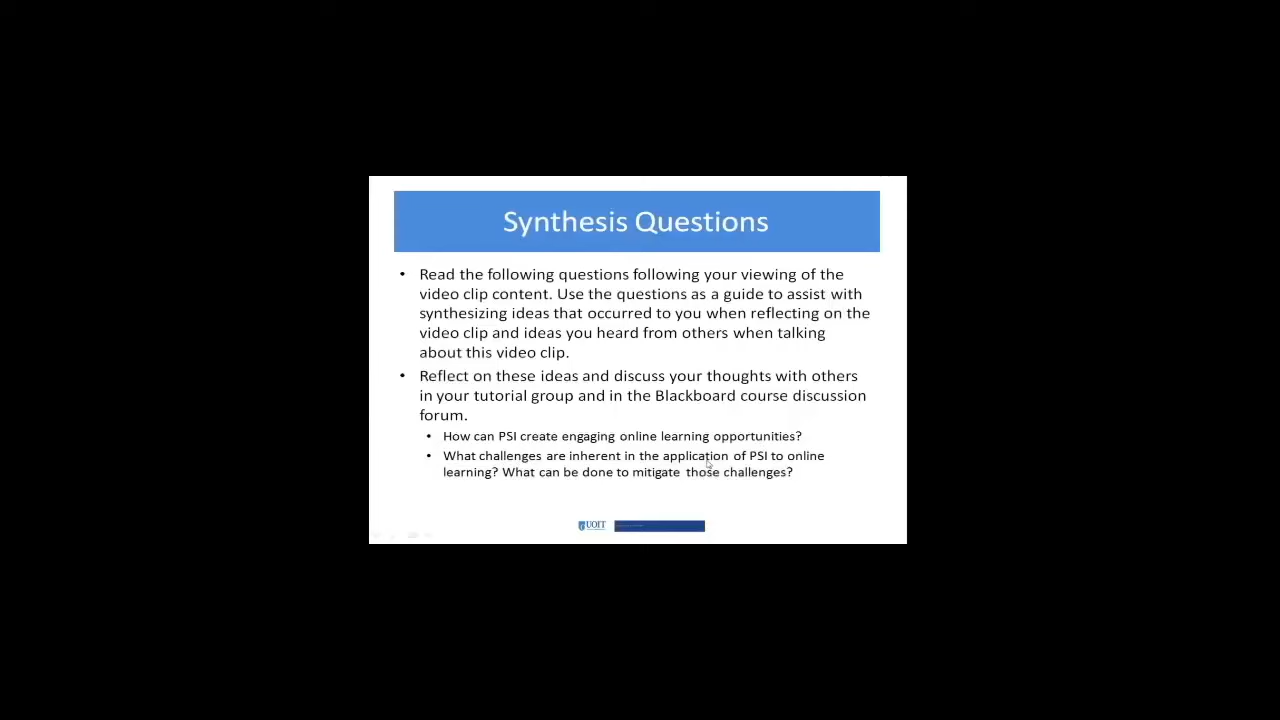 Synthesis Questions
• Read the following questions following your viewing of the
video clip content. Use the questions as a guide to assist with
synthesizing ideas that occurred to you when reflecting on the
video clip and ideas you heard from others when talking
about this video clip.
• Reflect on these ideas and discuss your thoughts with others
in your tutorial group and in the Blackboard course discussion
forum.
• How can PSI create engaging online learning opportunities?
• What challenges are inherent in the application of PSI to online
learning? What can be done to mitigate those challenges?
UOIT